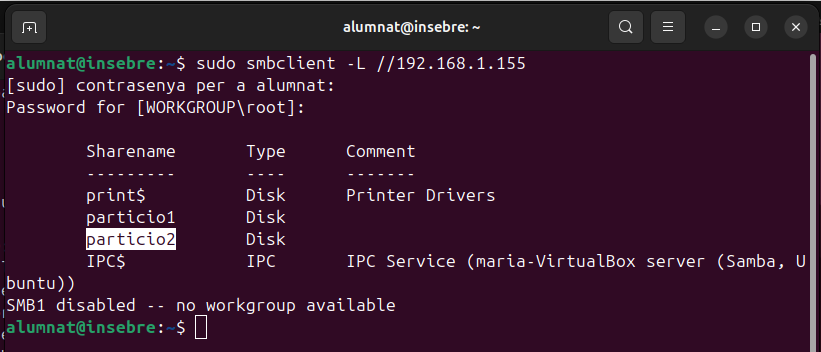 alumnat@insebre: ~
alumnat@insebre:~$ sudo smbclient -L //192.168.1.155
[sudo] contrasenya per a alumnat:
Password for [WORKGROUP\root]:
Sharename Type Comment
--------- ---- -------
print$ Disk Printer Drivers
particio1 Disk
particio2 Disk
IPC$ IPC IPC Service (maria-VirtualBox server (Samba, U
buntu))
SMB1 disabled -- no workgroup available
alumnat@insebre:~$